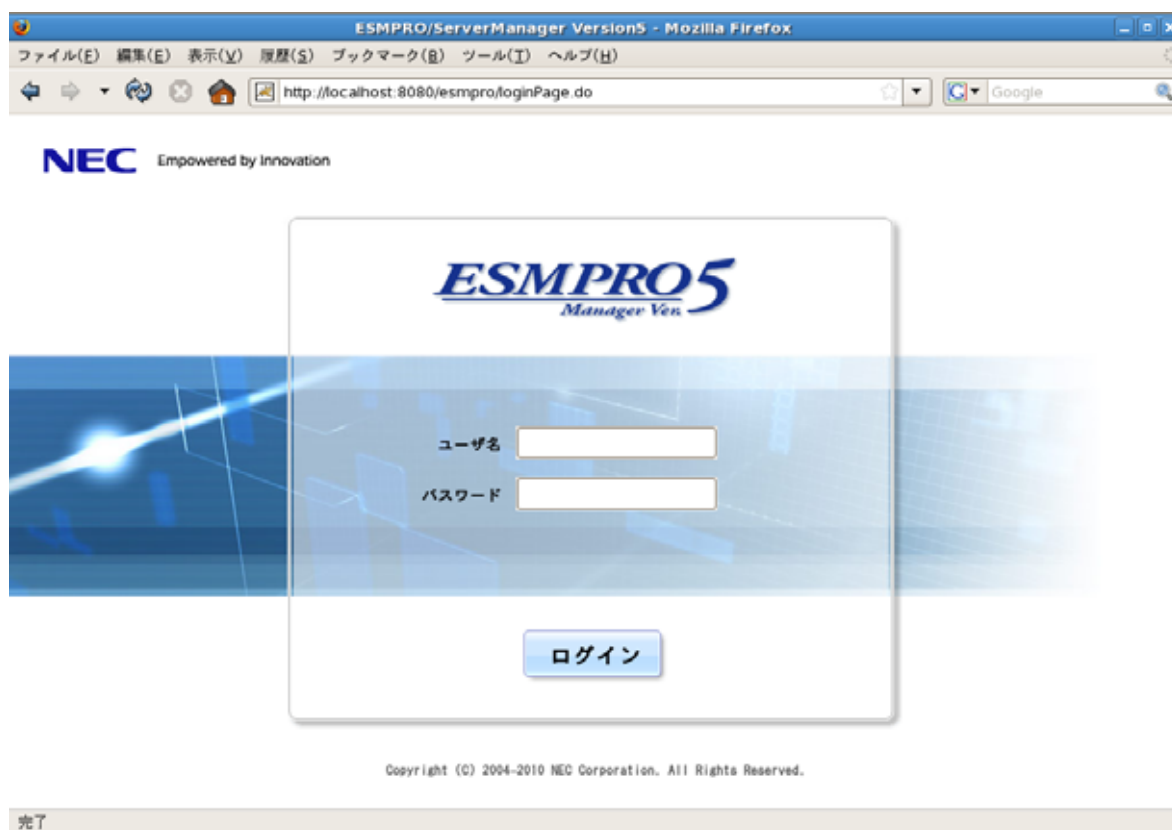 ESMPRO/ServerManager Version5 - Mozilla Firefox
ファイル(F) 編集(E) 表示(V) 履歴(S) ブックマーク(B) ツール(T) ヘルプ(H)
http://localhost:8080/esmpro/loginPage.do Google
NEC Empowered by Innovation
ESMPRO5
Manager Ver.
ユーザ名
パスワード
ログイン
Copyright (C) 2004-2010 NEC Corporation. All Rights Reserved.
完了